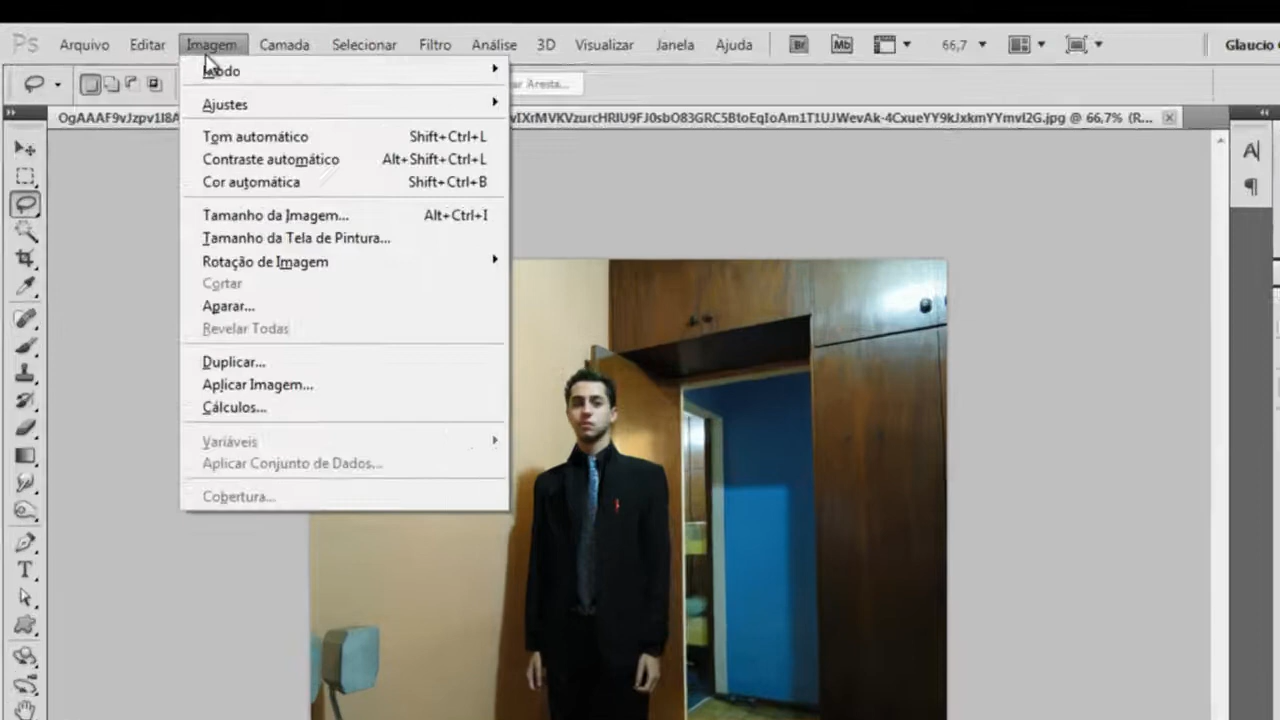 Ps Arquivo Editar Imagem Camada Selecionar Filtro Análise 3D Visualizar Janela Ajuda Br Mb 66,7 Glaucio
Modo
ar Aresta...
Ajustes
Tom automático Shift+Ctrl+L
Contraste automático Alt+Shift+Ctrl+L
Cor automática Shift+Ctrl+B
Tamanho da Imagem... Alt+Ctrl+I
Tamanho da Tela de Pintura...
Rotação de Imagem
Cortar
Aparar...
Revelar Todas
Duplicar...
Aplicar Imagem...
Cálculos...
Variáveis
Aplicar Conjunto de Dados...
Cobertura...